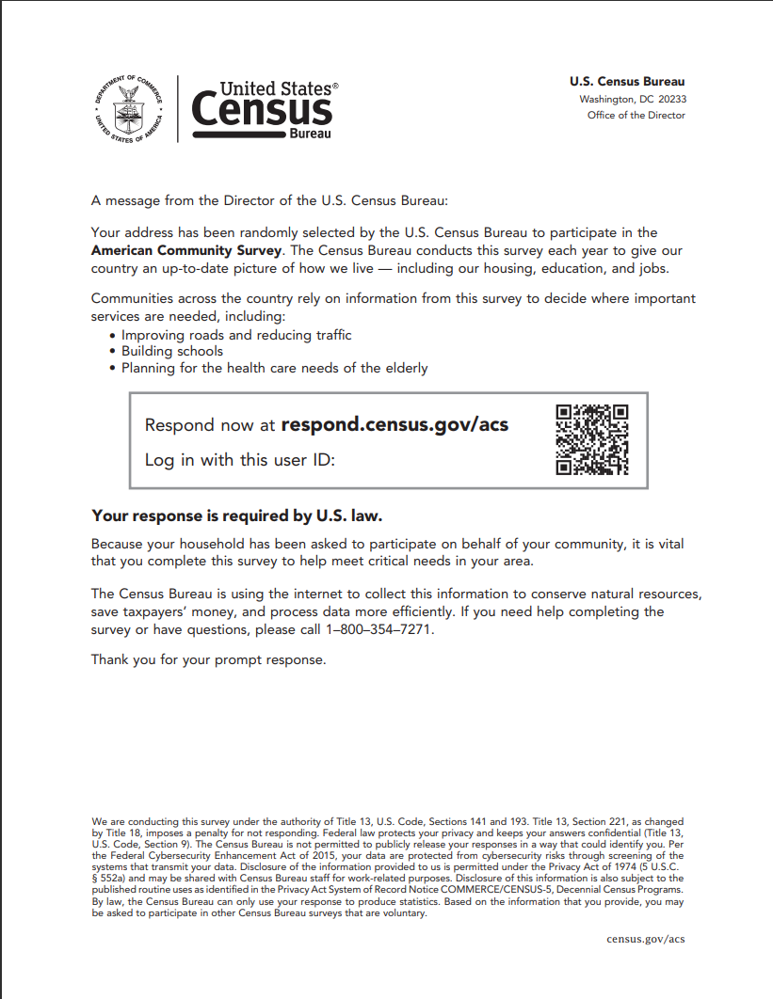 DEPARTMENT OF COMMERCE
UNITED STATES OF AMERICA
United States®
Census
Bureau
U.S. Census Bureau
Washington, DC 20233
Office of the Director
A message from the Director of the U.S. Census Bureau:
Your address has been randomly selected by the U.S. Census Bureau to participate in the
American Community Survey. The Census Bureau conducts this survey each year to give our
country an up-to-date picture of how we live — including our housing, education, and jobs.
Communities across the country rely on information from this survey to decide where important
services are needed, including:
• Improving roads and reducing traffic
• Building schools
• Planning for the health care needs of the elderly
Respond now at respond.census.gov/acs
Log in with this user ID:
Your response is required by U.S. law.
Because your household has been asked to participate on behalf of your community, it is vital
that you complete this survey to help meet critical needs in your area.
The Census Bureau is using the internet to collect this information to conserve natural resources,
save taxpayers’ money, and process data more efficiently. If you need help completing the
survey or have questions, please call 1–800–354–7271.
Thank you for your prompt response.
We are conducting this survey under the authority of Title 13, U.S. Code, Sections 141 and 193. Title 13, Section 221, as changed
by Title 18, imposes a penalty for not responding. Federal law protects your privacy and keeps your answers confidential (Title 13,
U.S. Code, Section 9). The Census Bureau is not permitted to publicly release your responses in a way that could identify you. Per
the Federal Cybersecurity Enhancement Act of 2015, your data are protected from cybersecurity risks through screening of the
systems that transmit your data. Disclosure of the information provided to us is permitted under the Privacy Act of 1974 (5 U.S.C.
§ 552a) and may be shared with Census Bureau staff for work-related purposes. Disclosure of this information is also subject to the
published routine uses as identified in the Privacy Act System of Record Notice COMMERCE/CENSUS-5, Decennial Census Programs.
By law, the Census Bureau can only use your response to produce statistics. Based on the information that you provide, you may
be asked to participate in other Census Bureau surveys that are voluntary.
census.gov/acs